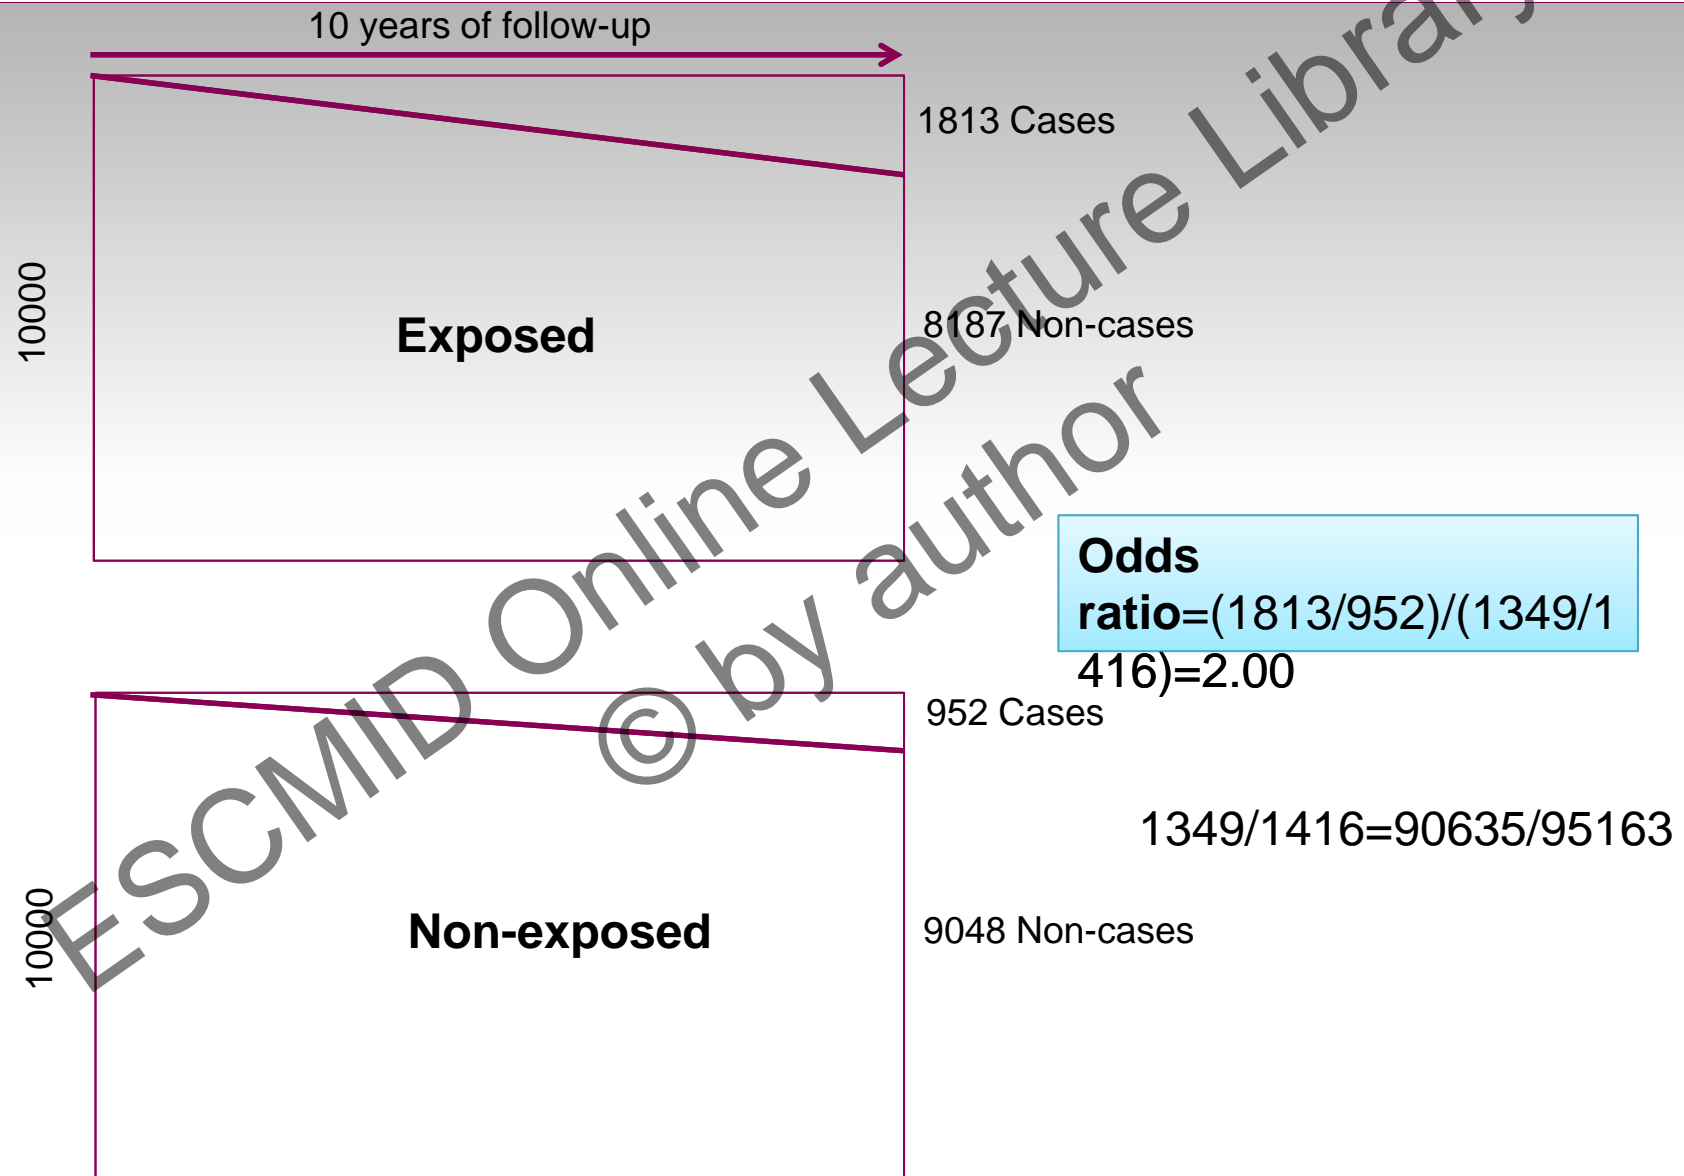 10 years of follow-up
1813 Cases
10000
Exposed
8187 Non-cases
Odds
ratio=(1813/952)/(1349/1
416)=2.00
952 Cases
1349/1416=90635/95163
10000
Non-exposed
9048 Non-cases
ESCMID Online Lecture Library
© by author